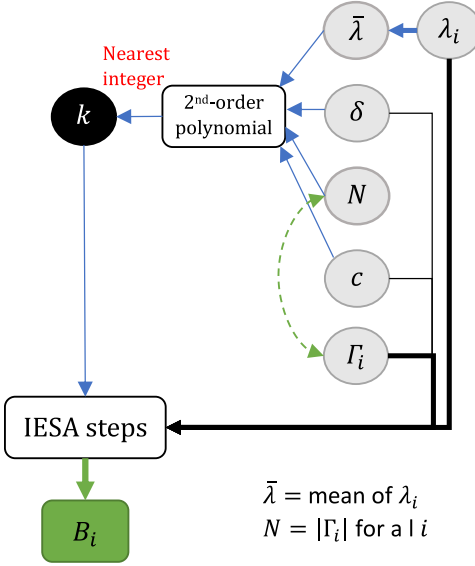 λ̄
λᵢ
Nearest
integer
2ⁿᵈ-order
polynomial
k
δ
N
c
Γᵢ
IESA steps
Bᵢ
λ̄ = mean of λᵢ
N = |Γᵢ| for a l i